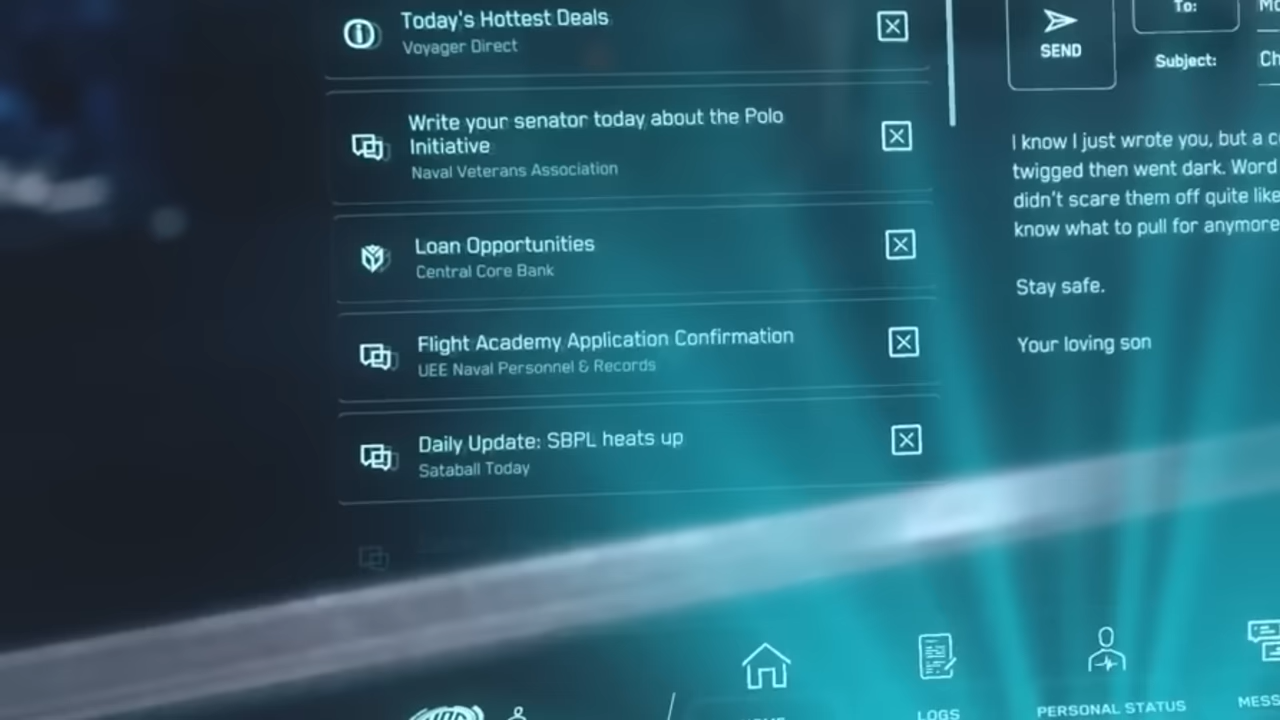 Today's Hottest Deals
Voyager Direct
Write your senator today about the Polo
Initiative
Naval Veterans Association
Loan Opportunities
Central Core Bank
Flight Academy Application Confirmation
UEE Naval Personnel & Records
Daily Update: SBPL heats up
Sataball Today
SEND
To:
Subject:
I know I just wrote you, but a
twigged then went dark. Word
didn't scare them off quite like
know what to pull for anymore
Stay safe.
Your loving son
LOGS
PERSONAL STATUS